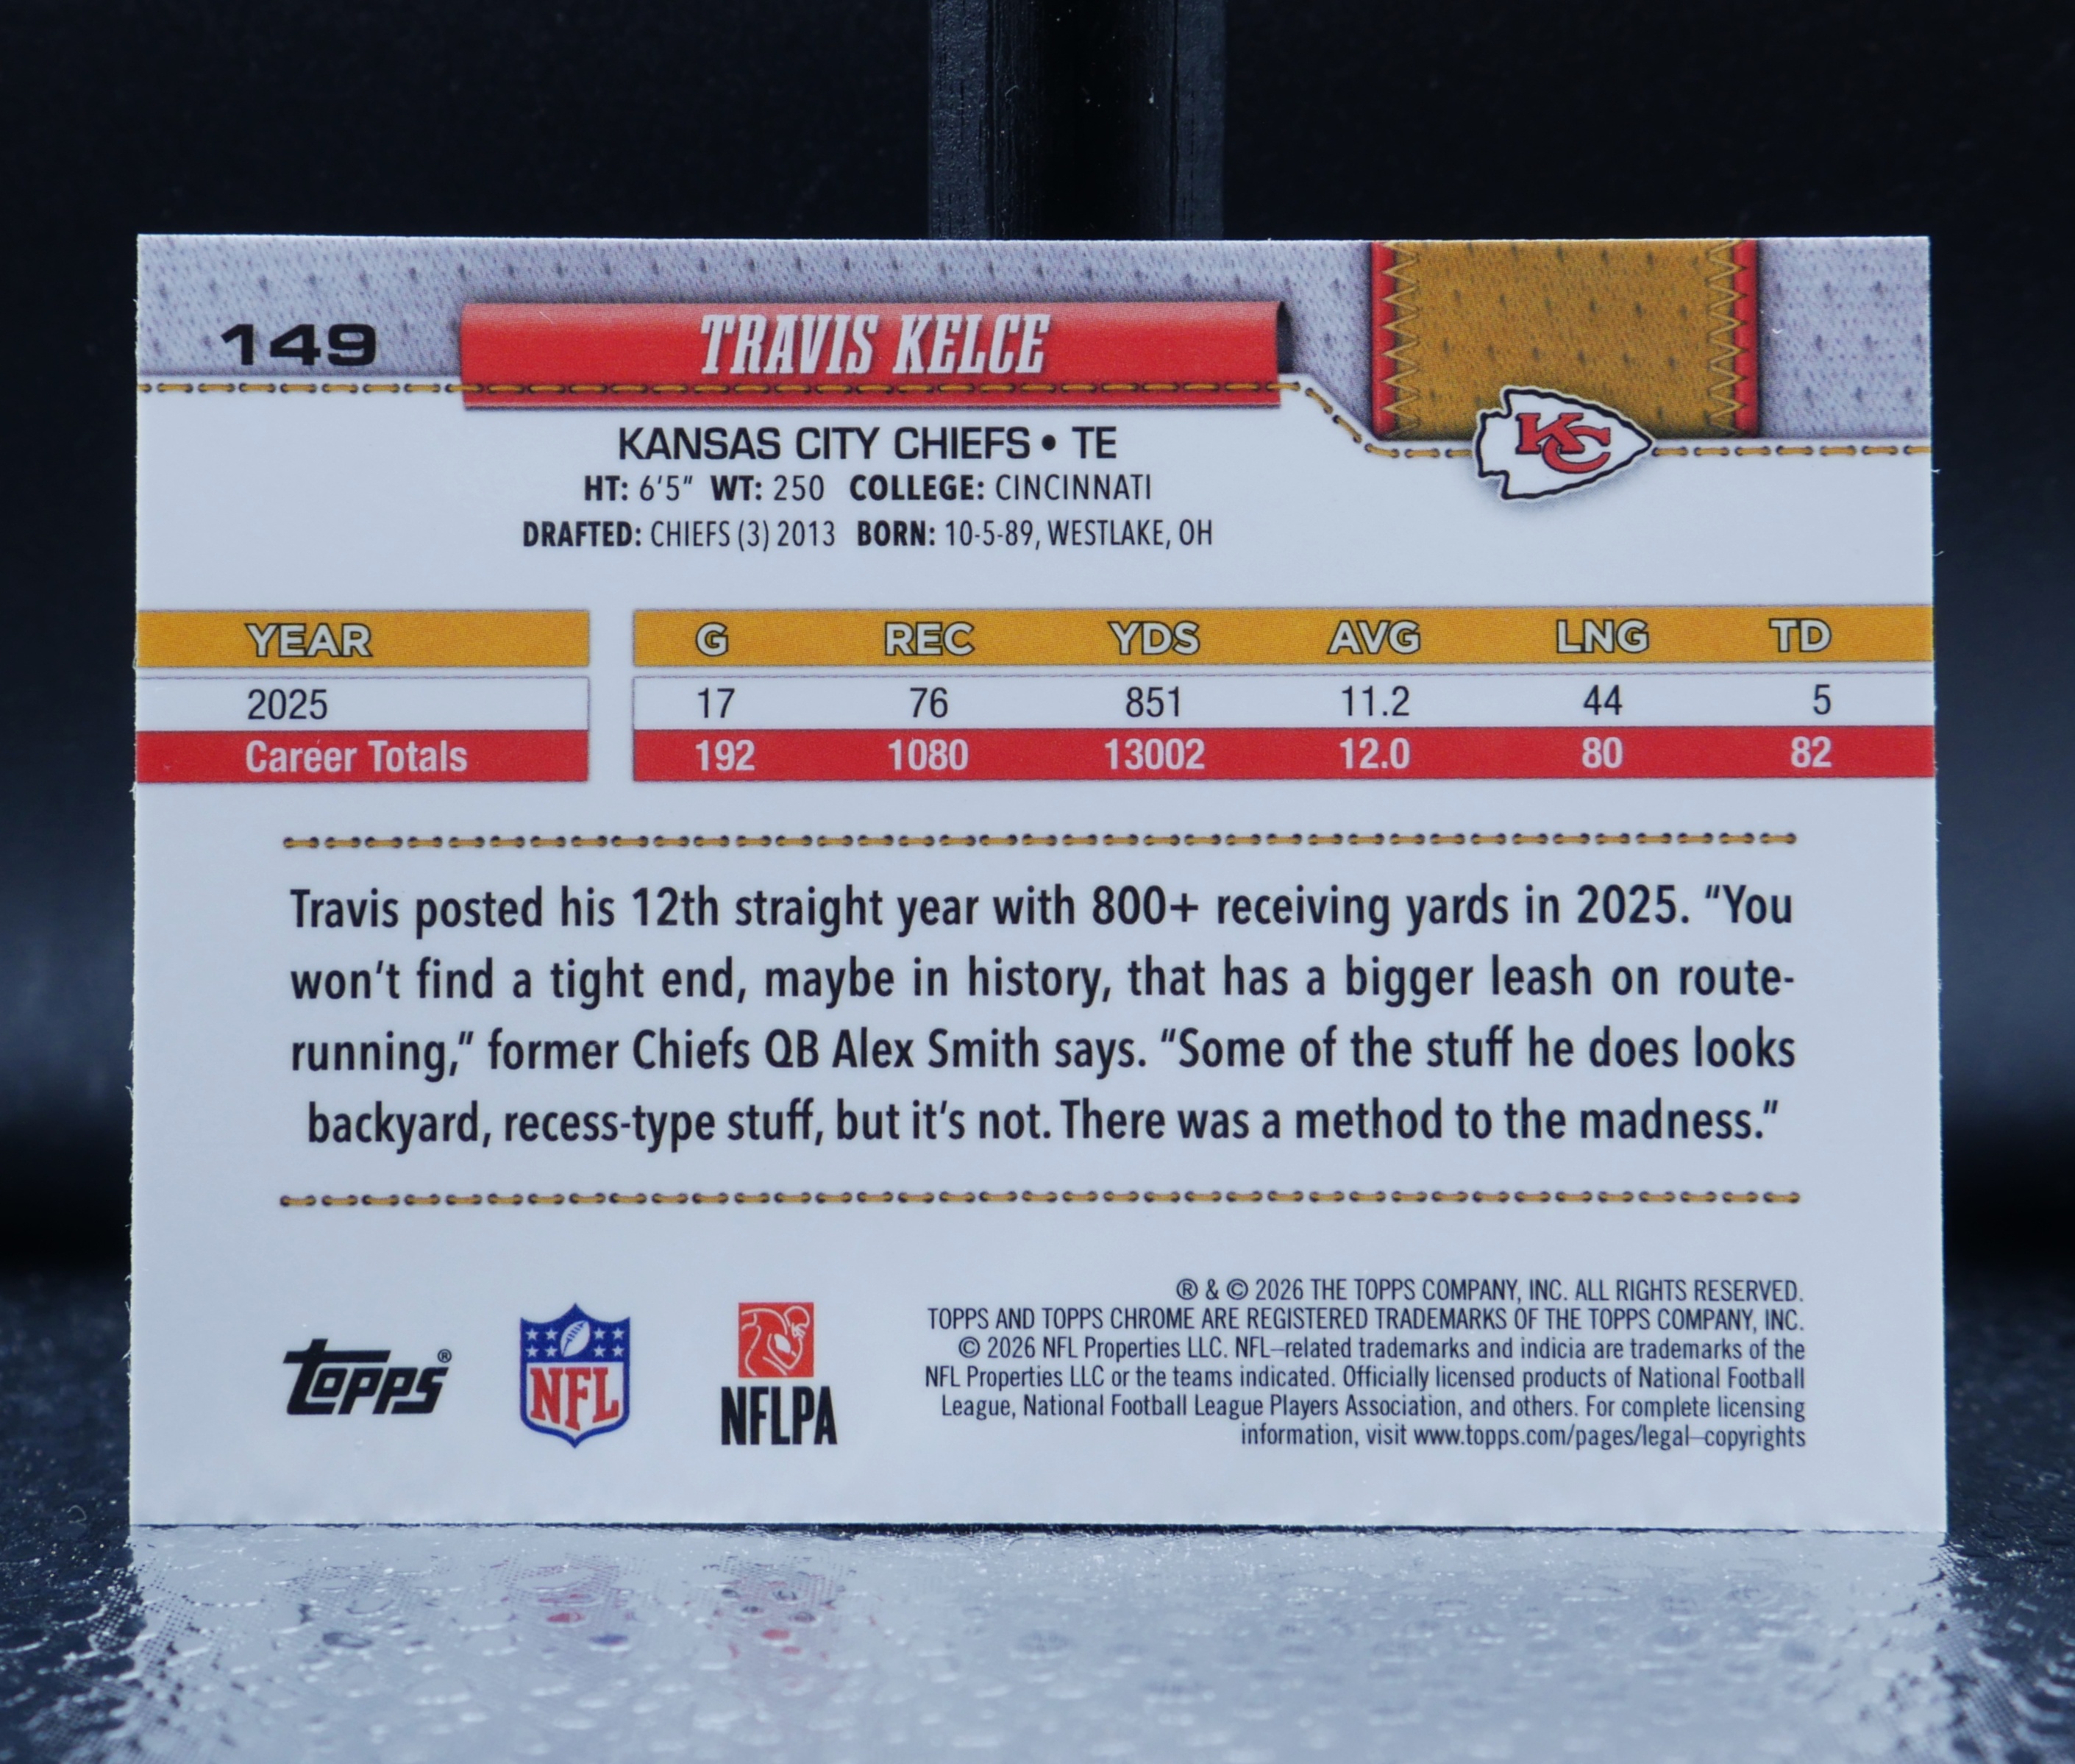 149
TRAVIS KELCE
KC
KANSAS CITY CHIEFS • TE
HT: 6'5" WT: 250 COLLEGE: CINCINNATI
DRAFTED: CHIEFS (3) 2013 BORN: 10-5-89, WESTLAKE, OH
YEAR G REC YDS AVG LNG TD
2025 17 76 851 11.2 44 5
Career Totals 192 1080 13002 12.0 80 82
Travis posted his 12th straight year with 800+ receiving yards in 2025. “You
won’t find a tight end, maybe in history, that has a bigger leash on route-
running,” former Chiefs QB Alex Smith says. “Some of the stuff he does looks
backyard, recess-type stuff, but it’s not. There was a method to the madness.”
TOPPS®
NFL
NFLPA
® & © 2026 THE TOPPS COMPANY, INC. ALL RIGHTS RESERVED.
TOPPS AND TOPPS CHROME ARE REGISTERED TRADEMARKS OF THE TOPPS COMPANY, INC.
© 2026 NFL Properties LLC. NFL–related trademarks and indicia are trademarks of the
NFL Properties LLC or the teams indicated. Officially licensed products of National Football
League, National Football League Players Association, and others. For complete licensing
information, visit www.topps.com/pages/legal–copyrights